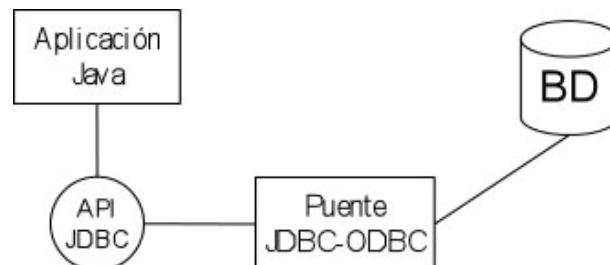 Aplicación
Java
BD
API
JDBC
Puente
JDBC-ODBC